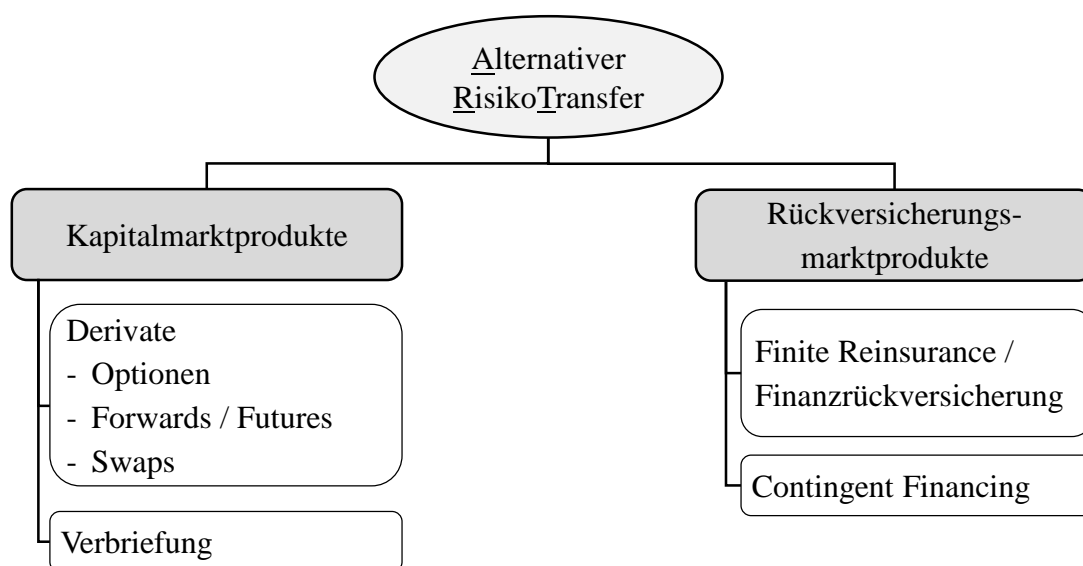 Alternativer
RisikoTransfer
Kapitalmarktprodukte
Derivate
- Optionen
- Forwards / Futures
- Swaps
Verbriefung
Rückversicherungs-
marktprodukte
Finite Reinsurance /
Finanzrückversicherung
Contingent Financing